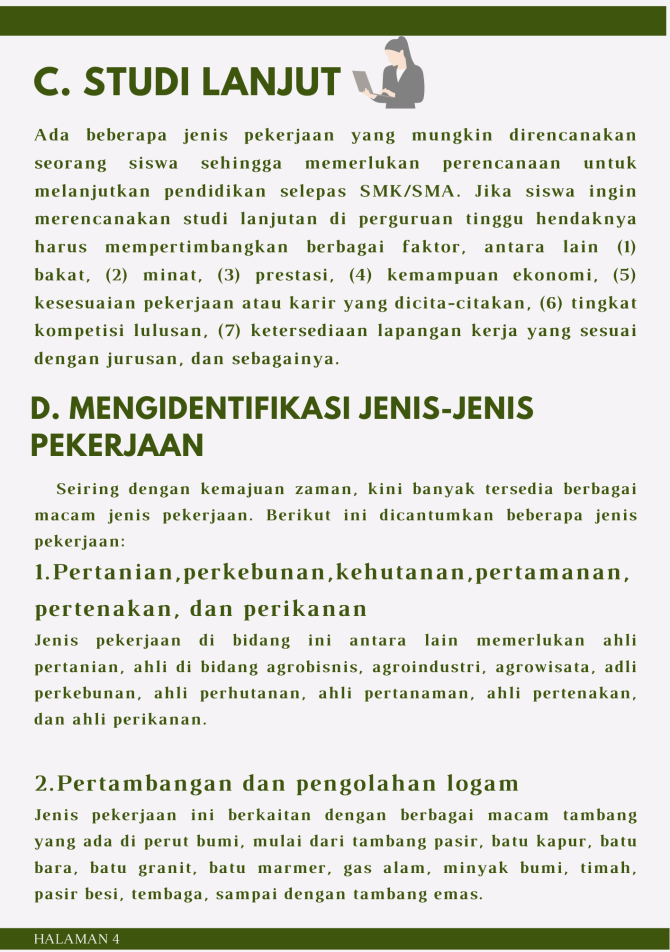 C. STUDI LANJUT
Ada beberapa jenis pekerjaan yang mungkin direncanakan
seorang siswa sehingga memerlukan perencanaan untuk
melanjutkan pendidikan selepas SMK/SMA. Jika siswa ingin
merencanakan studi lanjutan di perguruan tinggu hendaknya
harus mempertimbangkan berbagai faktor, antara lain (1)
bakat, (2) minat, (3) prestasi, (4) kemampuan ekonomi, (5)
kesesuaian pekerjaan atau karir yang dicita-citakan, (6) tingkat
kompetisi lulusan, (7) ketersediaan lapangan kerja yang sesuai
dengan jurusan, dan sebagainya.
D. MENGIDENTIFIKASI JENIS-JENIS
PEKERJAAN
Seiring dengan kemajuan zaman, kini banyak tersedia berbagai
macam jenis pekerjaan. Berikut ini dicantumkan beberapa jenis
pekerjaan:
1.Pertanian,perkebunan,kehutanan,pertamanan,
pertenakan, dan perikanan
Jenis pekerjaan di bidang ini antara lain memerlukan ahli
pertanian, ahli di bidang agrobisnis, agroindustri, agrowisata, adli
perkebunan, ahli perhutanan, ahli pertanaman, ahli pertenakan,
dan ahli perikanan.
2.Pertambangan dan pengolahan logam
Jenis pekerjaan ini berkaitan dengan berbagai macam tambang
yang ada di perut bumi, mulai dari tambang pasir, batu kapur, batu
bara, batu granit, batu marmer, gas alam, minyak bumi, timah,
pasir besi, tembaga, sampai dengan tambang emas.
HALAMAN 4